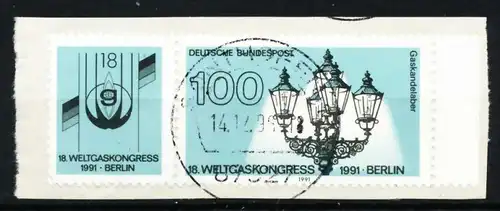 18
9
18. WELTGASKONGRESS
1991 · BERLIN
DEUTSCHE BUNDESPOST
100
Gaskandelaber
18. WELTGASKONGRESS 1991 · BERLIN
1991